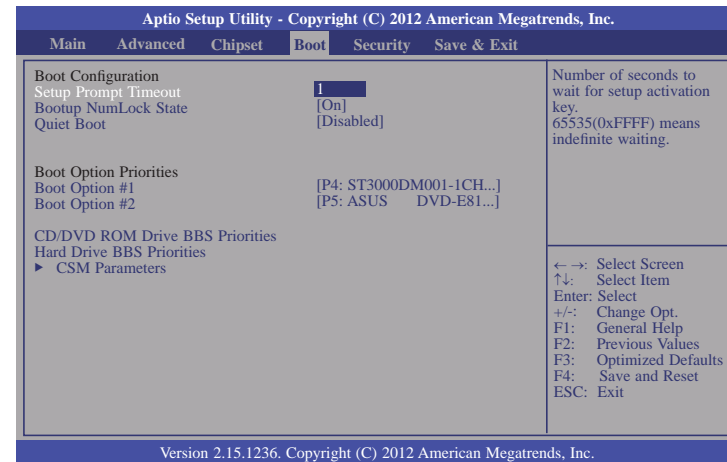 Aptio Setup Utility - Copyright (C) 2012 American Megatrends, Inc.
Main Advanced Chipset Boot Security Save & Exit
Boot Configuration
Setup Prompt Timeout 1
Bootup NumLock State [On]
Quiet Boot [Disabled]
Boot Option Priorities
Boot Option #1 [P4: ST3000DM001-1CH...]
Boot Option #2 [P5: ASUS DVD-E81...]
CD/DVD ROM Drive BBS Priorities
Hard Drive BBS Priorities
► CSM Parameters
Number of seconds to
wait for setup activation
key.
65535(0xFFFF) means
indefinite waiting.
←→: Select Screen
↑↓: Select Item
Enter: Select
+/-: Change Opt.
F1: General Help
F2: Previous Values
F3: Optimized Defaults
F4: Save and Reset
ESC: Exit
Version 2.15.1236. Copyright (C) 2012 American Megatrends, Inc.